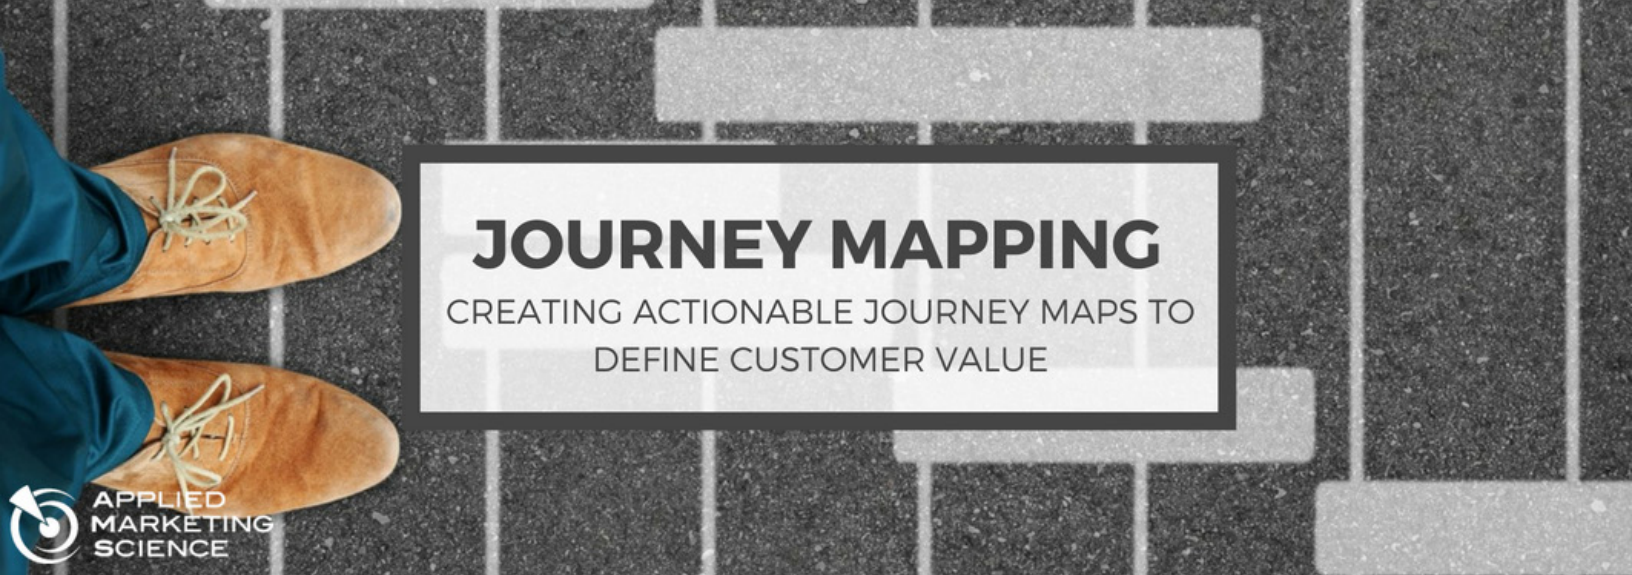 JOURNEY MAPPING
CREATING ACTIONABLE JOURNEY MAPS TO
DEFINE CUSTOMER VALUE
APPLIED
MARKETING
SCIENCE